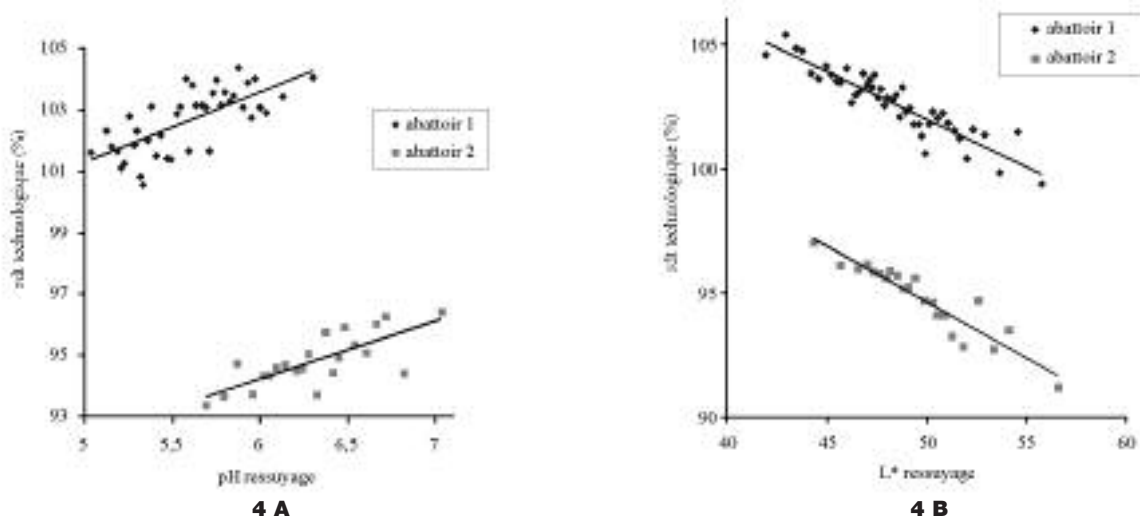 105
103
101
99
97
95
93
rdt technologique (%)
5
5,5
6
6,5
7
pH ressuyage
abattoir 1
abattoir 2
4 A
105
100
95
90
rdt technologique (%)
40
45
50
55
60
L* ressuyage
abattoir 1
abattoir 2
4 B